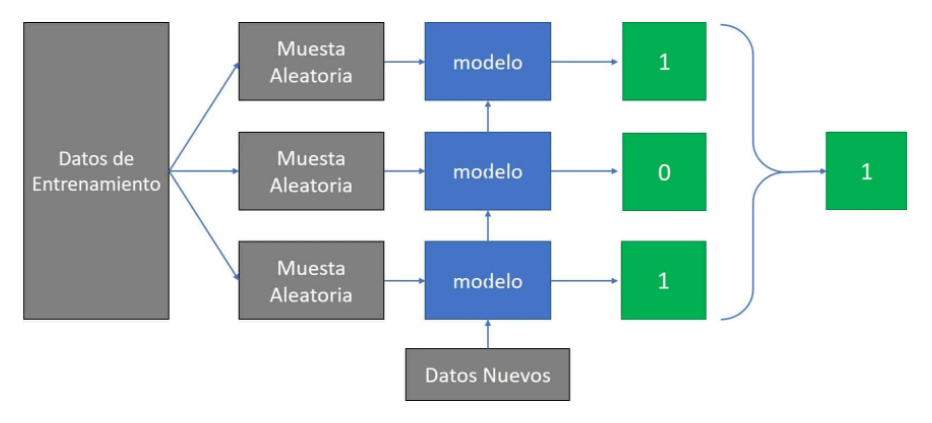 Datos de
Entrenamiento
Muesta
Aleatoria
modelo
1
Muesta
Aleatoria
modelo
0
1
Muesta
Aleatoria
modelo
1
Datos Nuevos